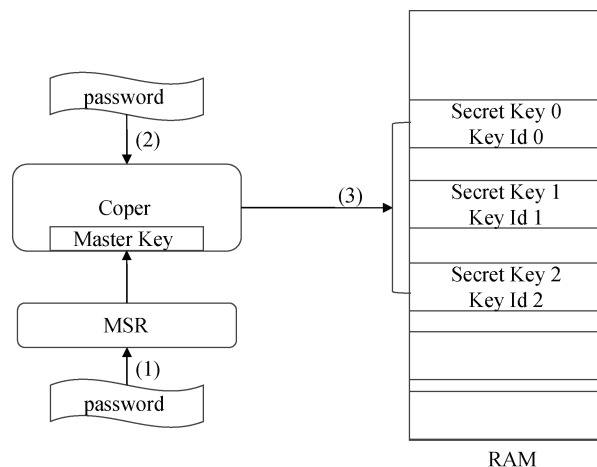 password
(2)
Coper
Master Key
MSR
(1)
password
(3)
Secret Key 0
Key Id 0
Secret Key 1
Key Id 1
Secret Key 2
Key Id 2
RAM